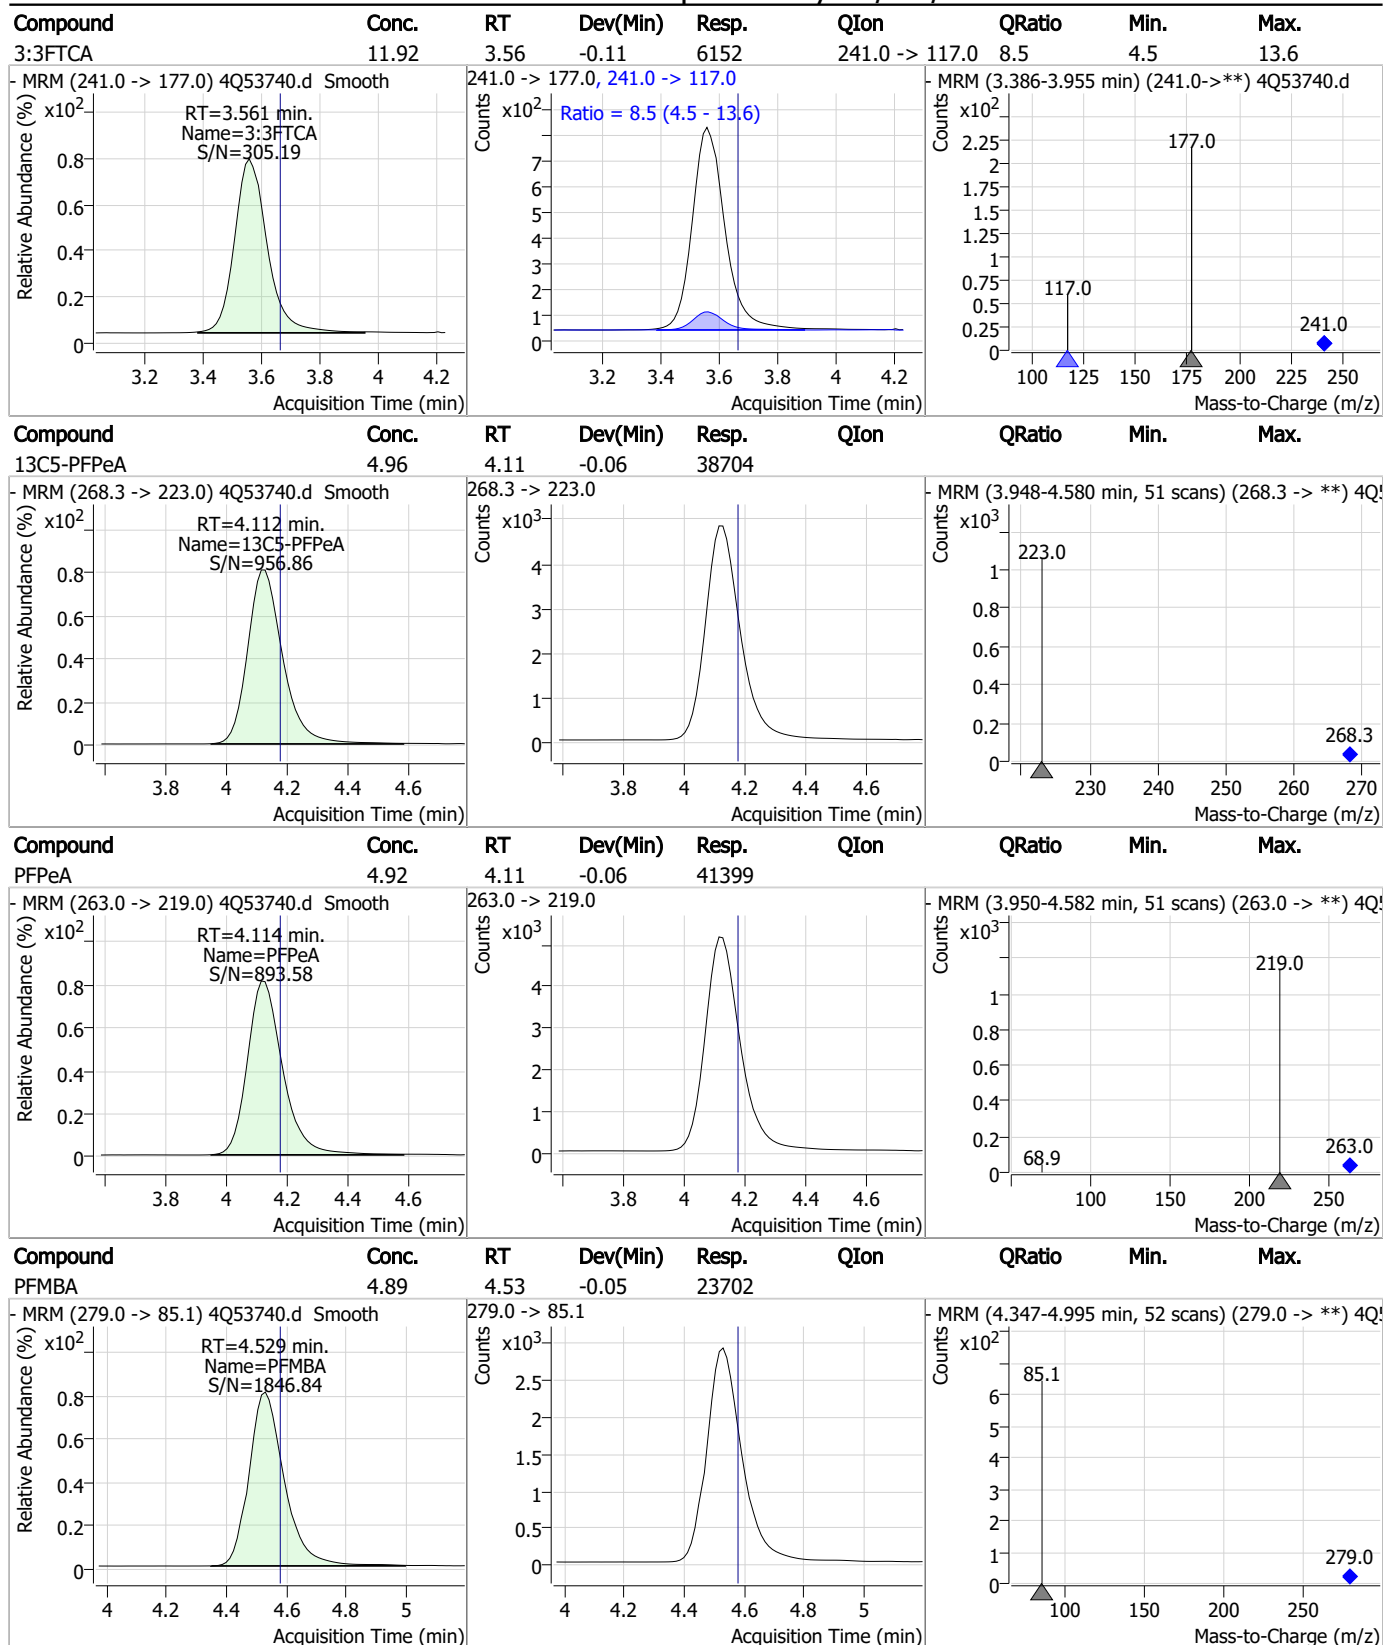 Compound Conc. RT Dev(Min) Resp. QIon QRatio Min. Max.
3:3FTCA 11.92 3.56 -0.11 6152 241.0 -> 117.0 8.5 4.5 13.6
- MRM (241.0 -> 177.0) 4Q53740.d Smooth
Relative Abundance (%)
x102
RT=3.561 min.
Name=3:3FTCA
S/N=305.19
0.8
0.6
0.4
0.2
0
3.2 3.4 3.6 3.8 4 4.2
Acquisition Time (min)
241.0 -> 177.0, 241.0 -> 117.0
Counts
x102
Ratio = 8.5 (4.5 - 13.6)
7
6
5
4
3
2
1
0
3.2 3.4 3.6 3.8 4 4.2
Acquisition Time (min)
- MRM (3.386-3.955 min) (241.0->**) 4Q53740.d
Counts
x102
2.25
2
1.75
1.5
1.25
1
0.75
0.5
0.25
0
177.0
117.0
241.0
100 125 150 175 200 225 250
Mass-to-Charge (m/z)
Compound Conc. RT Dev(Min) Resp. QIon QRatio Min. Max.
13C5-PFPeA 4.96 4.11 -0.06 38704
- MRM (268.3 -> 223.0) 4Q53740.d Smooth
Relative Abundance (%)
x102
RT=4.112 min.
Name=13C5-PFPeA
S/N=956.86
0.8
0.6
0.4
0.2
0
3.8 4 4.2 4.4 4.6
Acquisition Time (min)
268.3 -> 223.0
Counts
x103
4
3
2
1
0
3.8 4 4.2 4.4 4.6
Acquisition Time (min)
- MRM (3.948-4.580 min, 51 scans) (268.3 -> **) 4Q5
Counts
x103
1
0.8
0.6
0.4
0.2
0
223.0
268.3
230 240 250 260 270
Mass-to-Charge (m/z)
Compound Conc. RT Dev(Min) Resp. QIon QRatio Min. Max.
PFPeA 4.92 4.11 -0.06 41399
- MRM (263.0 -> 219.0) 4Q53740.d Smooth
Relative Abundance (%)
x102
RT=4.114 min.
Name=PFPeA
S/N=893.58
0.8
0.6
0.4
0.2
0
3.8 4 4.2 4.4 4.6
Acquisition Time (min)
263.0 -> 219.0
Counts
x103
4
3
2
1
0
3.8 4 4.2 4.4 4.6
Acquisition Time (min)
- MRM (3.950-4.582 min, 51 scans) (263.0 -> **) 4Q5
Counts
x103
1
0.8
0.6
0.4
0.2
0
219.0
68.9
263.0
100 150 200 250
Mass-to-Charge (m/z)
Compound Conc. RT Dev(Min) Resp. QIon QRatio Min. Max.
PFMBA 4.89 4.53 -0.05 23702
- MRM (279.0 -> 85.1) 4Q53740.d Smooth
Relative Abundance (%)
x102
RT=4.529 min.
Name=PFMBA
S/N=1846.84
0.8
0.6
0.4
0.2
0
4 4.2 4.4 4.6 4.8 5
Acquisition Time (min)
279.0 -> 85.1
Counts
x103
2.5
2
1.5
1
0.5
0
4 4.2 4.4 4.6 4.8 5
Acquisition Time (min)
- MRM (4.347-4.995 min, 52 scans) (279.0 -> **) 4Q5
Counts
x102
6
5
4
3
2
1
0
85.1
279.0
100 150 200 250
Mass-to-Charge (m/z)